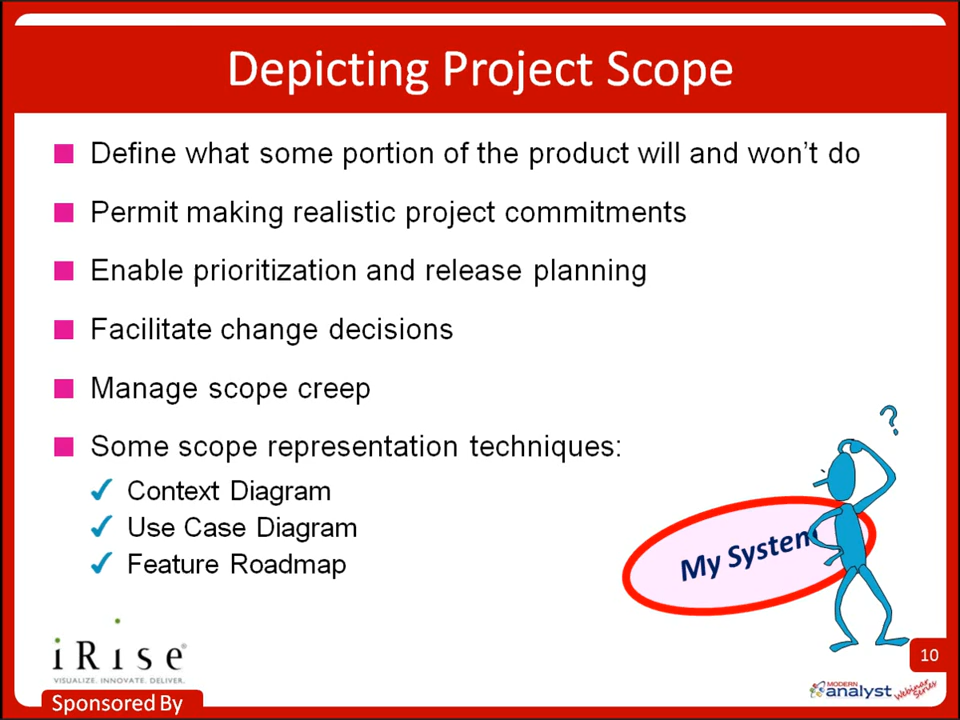 Depicting Project Scope
Define what some portion of the product will and won't do
Permit making realistic project commitments
Enable prioritization and release planning
Facilitate change decisions
Manage scope creep
Some scope representation techniques:
Context Diagram
Use Case Diagram
Feature Roadmap
?
My System
iRise®
VISUALIZE. INNOVATE. DELIVER.
Sponsored By
10
MODERN
analyst
Webinar
Series